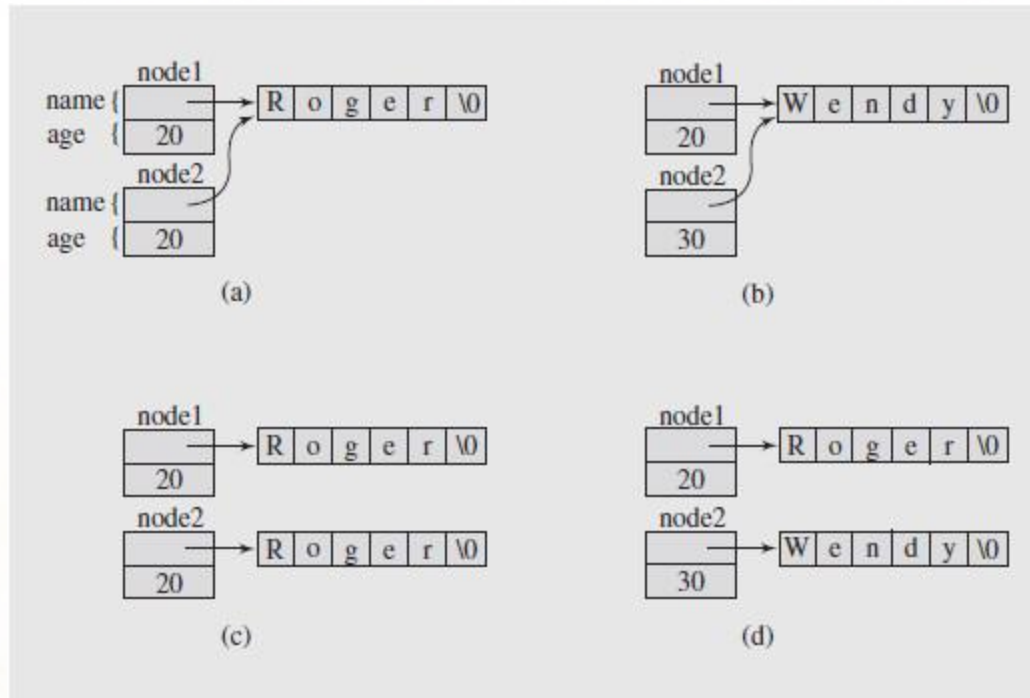 node1
name { R o g e r \0
age { 20
node2
name {
age { 20
(a)
node1
W e n d y \0
20
node2
30
(b)
node1
R o g e r \0
20
node2
R o g e r \0
20
(c)
node1
R o g e r \0
20
node2
W e n d y \0
30
(d)